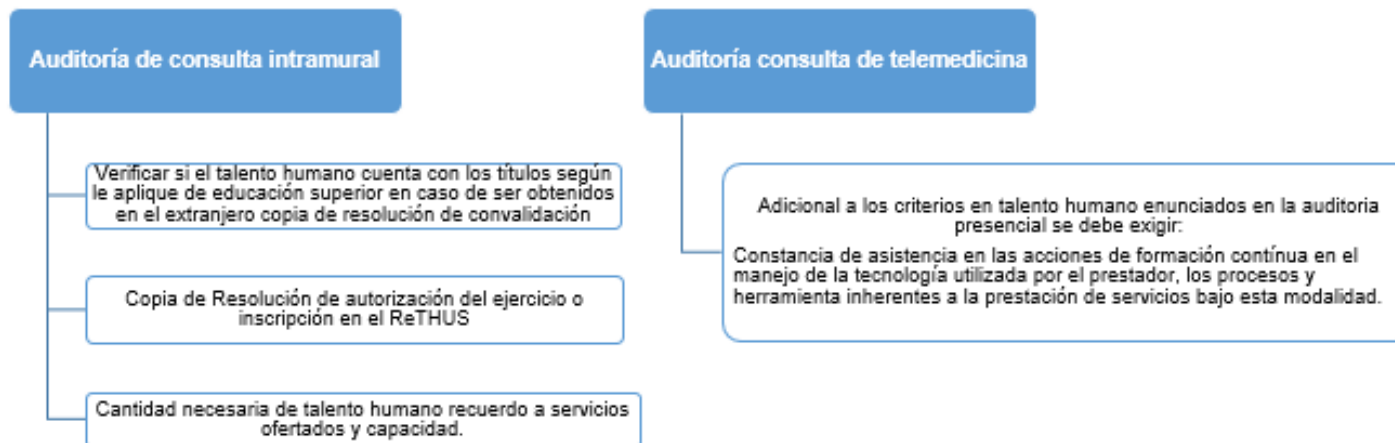 Auditoría de consulta intramural
Verificar si el talento humano cuenta con los títulos según
le aplique de educación superior en caso de ser obtenidos
en el extranjero copia de resolución de convalidación
Copia de Resolución de autorización del ejercicio o
inscripción en el ReTHUS
Cantidad necesaria de talento humano recuerdo a servicios
ofertados y capacidad.
Auditoría consulta de telemedicina
Adicional a los criterios en talento humano enunciados en la auditoria
presencial se debe exigir:
Constancia de asistencia en las acciones de formación contínua en el
manejo de la tecnología utilizada por el prestador, los procesos y
herramienta inherentes a la prestación de servicios bajo esta modalidad.